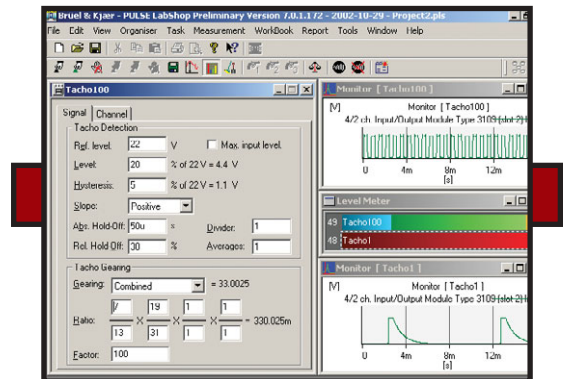 Bruel & Kjær - PULSE LabShop Preliminary Version 7.0.1.172 - 2002-10-29 - Project2.pls
File Edit View Organiser Task Measurement WorkBook Report Tools Window Help
Tacho100
Signal Channel
Tacho Detection
Ref. level: 22 V Max. input level
Level: 20 % of 22 V = 4.4 V
Hysteresis: 5 % of 22 V = 1.1 V
Slope: Positive
Abs. Hold-Off: 50u s Divider: 1
Rel. Hold Off: 30 % Averages: 1
Tacho Gearing
Gearing: Combined = 33.0025
7 19 1 1
Ratio: X X X = 330.025m
13 31 1 1
Factor: 100
Monitor [ Tacho100 ]
[V] Monitor [ Tacho100 ]
4/2 ch. Input/Output Module Type 3109 (slot 2)
0 4m 8m 12m
[s]
Level Meter
49 Tacho100
48 Tacho1
Monitor [ Tacho1 ]
[V] Monitor [ Tacho1 ]
4/2 ch. Input/Output Module Type 3109 (slot 2)
0 4m 8m 12m
[s]